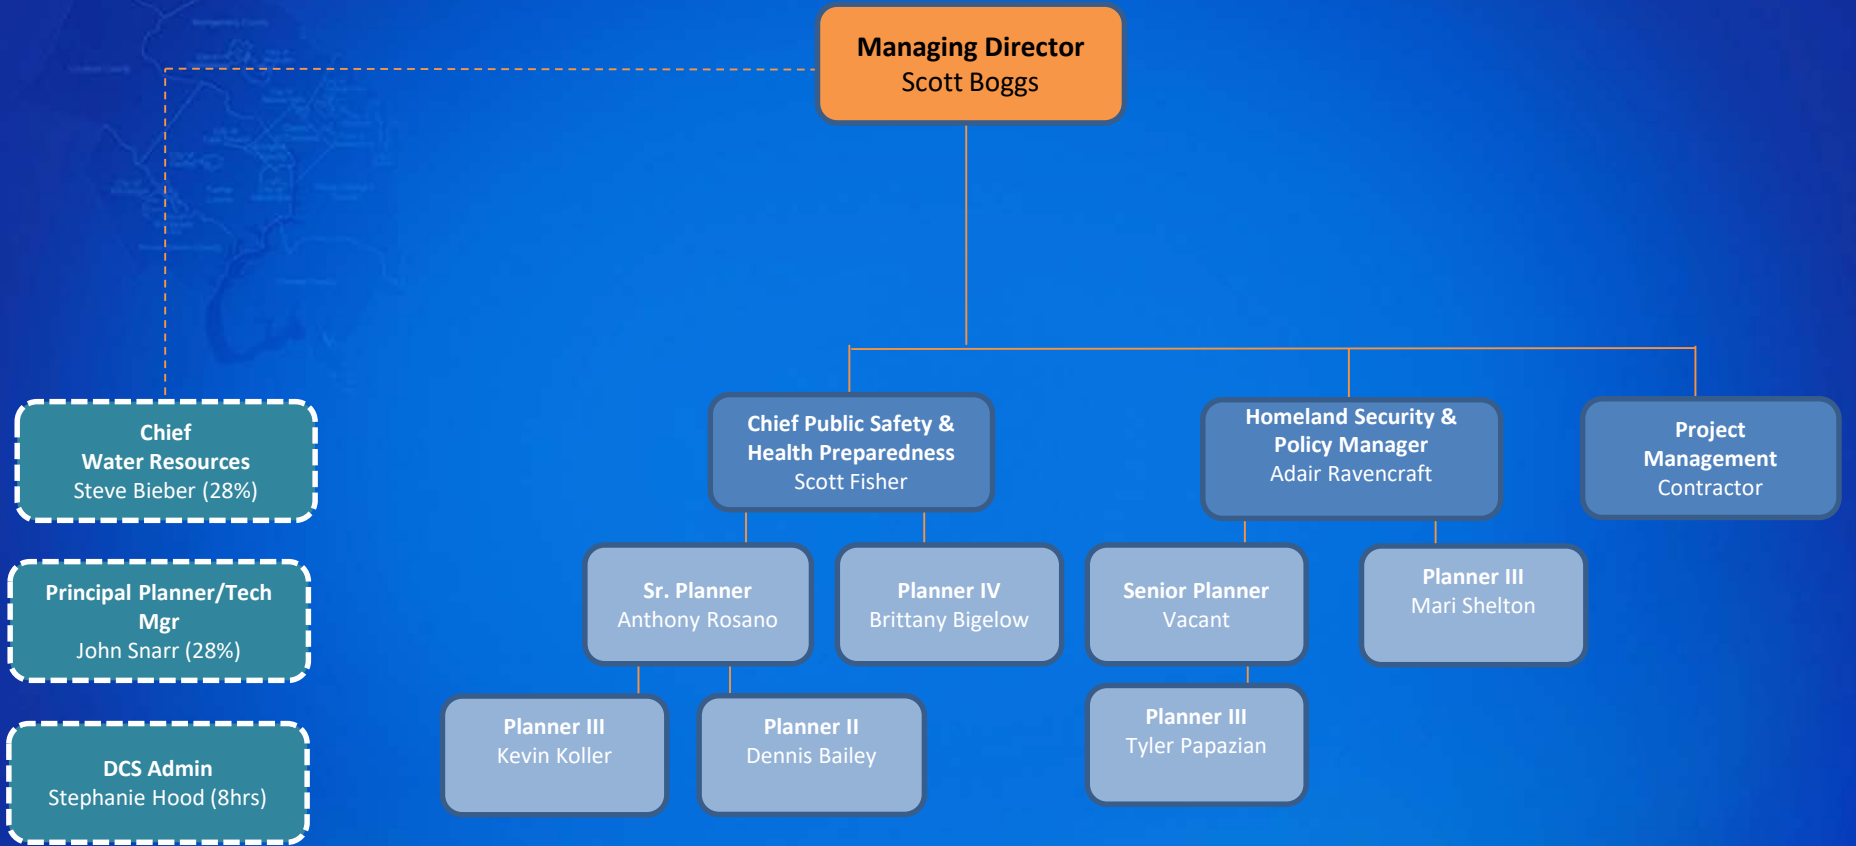 Managing Director
Scott Boggs
Chief
Water Resources
Steve Bieber (28%)
Chief Public Safety &
Health Preparedness
Scott Fisher
Homeland Security &
Policy Manager
Adair Ravencraft
Project
Management
Contractor
Principal Planner/Tech
Mgr
John Snarr (28%)
Sr. Planner
Anthony Rosano
Planner IV
Brittany Bigelow
Senior Planner
Vacant
Planner III
Mari Shelton
DCS Admin
Stephanie Hood (8hrs)
Planner III
Kevin Koller
Planner II
Dennis Bailey
Planner III
Tyler Papazian